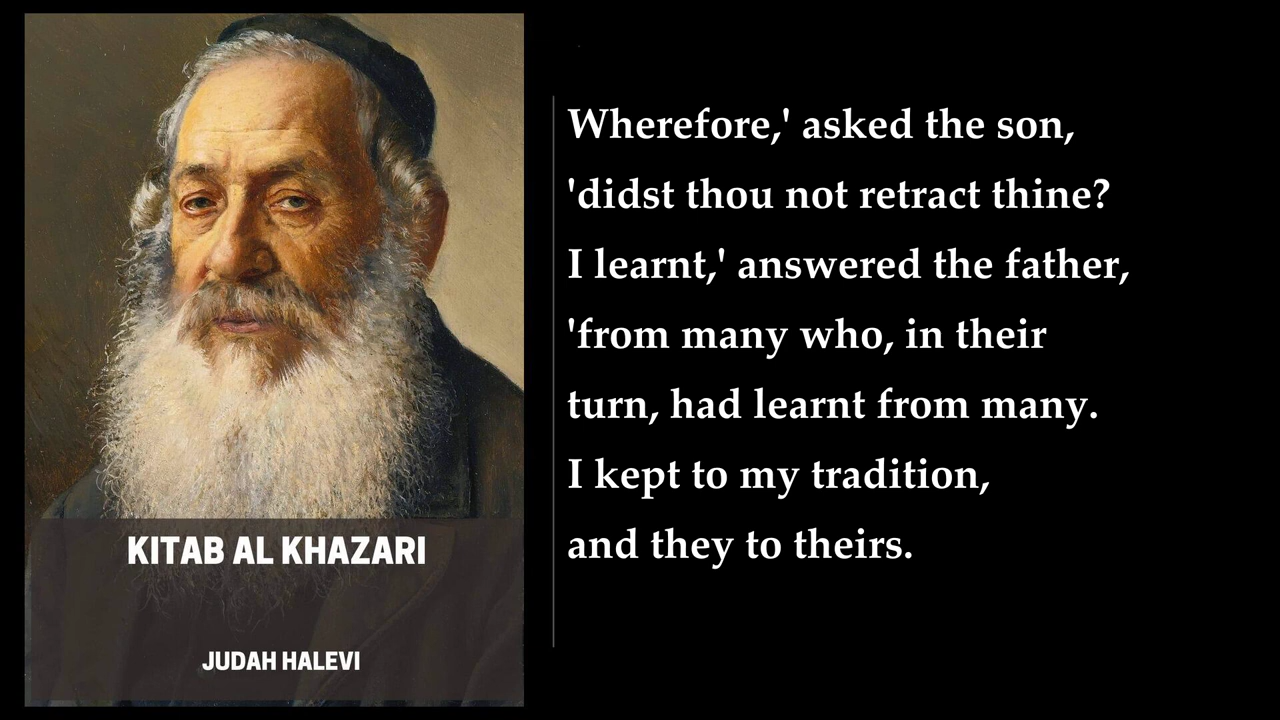 KITAB AL KHAZARI
JUDAH HALEVI
Wherefore,' asked the son,
'didst thou not retract thine?
I learnt,' answered the father,
'from many who, in their
turn, had learnt from many.
I kept to my tradition,
and they to theirs.